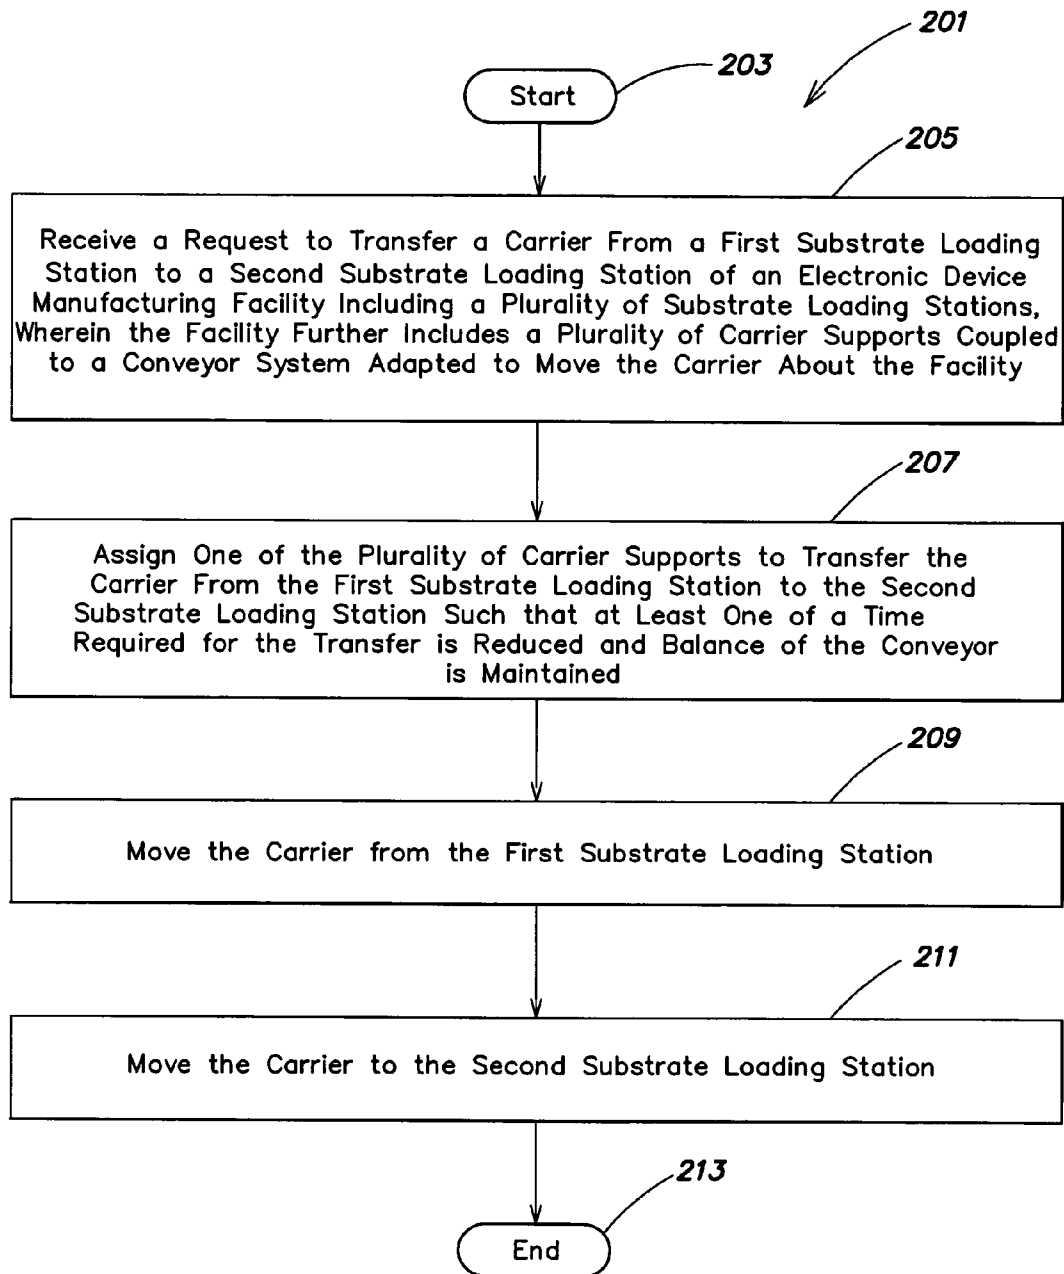 201
203
Start
205
Receive a Request to Transfer a Carrier From a First Substrate Loading
Station to a Second Substrate Loading Station of an Electronic Device
Manufacturing Facility Including a Plurality of Substrate Loading Stations,
Wherein the Facility Further Includes a Plurality of Carrier Supports Coupled
to a Conveyor System Adapted to Move the Carrier About the Facility
207
Assign One of the Plurality of Carrier Supports to Transfer the
Carrier From the First Substrate Loading Station to the Second
Substrate Loading Station Such that at Least One of a Time
Required for the Transfer is Reduced and Balance of the Conveyor
is Maintained
209
Move the Carrier from the First Substrate Loading Station
211
Move the Carrier to the Second Substrate Loading Station
213
End